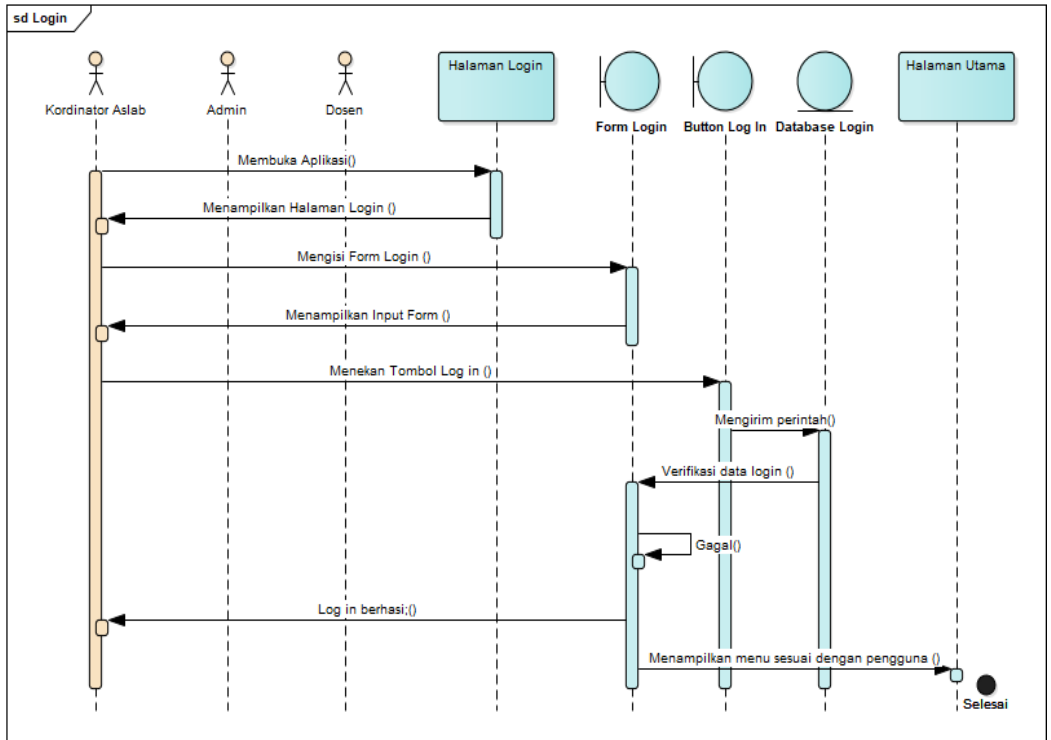 sd Login
Kordinator Aslab
Admin
Dosen
Halaman Login
Form Login
Button Log In
Database Login
Halaman Utama
Membuka Aplikasi()
Menampilkan Halaman Login ()
Mengisi Form Login ()
Menampilkan Input Form ()
Menekan Tombol Log in ()
Mengirim perintah()
Verifikasi data login ()
Gagal()
Log in berhasi;()
Menampilkan menu sesuai dengan pengguna ()
Selesai